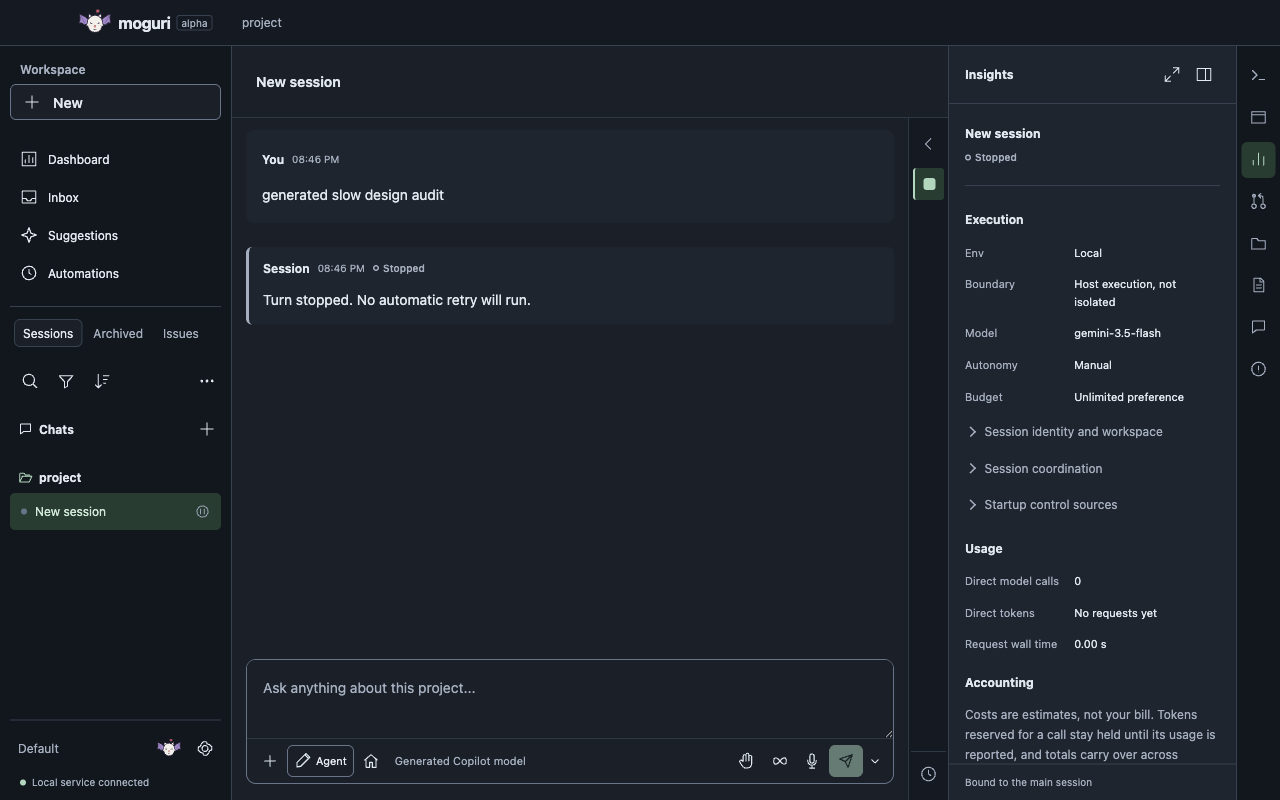 moguri
alpha
project
Workspace
New
Dashboard
Inbox
Suggestions
Automations
Sessions
Archived
Issues
Chats
project
New session
Default
Local service connected
New session
You 08:46 PM
generated slow design audit
Session 08:46 PM Stopped
Turn stopped. No automatic retry will run.
Ask anything about this project...
Agent
Generated Copilot model
Insights
New session
Stopped
Execution
Env Local
Boundary Host execution, not
isolated
Model gemini-3.5-flash
Autonomy Manual
Budget Unlimited preference
Session identity and workspace
Session coordination
Startup control sources
Usage
Direct model calls 0
Direct tokens No requests yet
Request wall time 0.00 s
Accounting
Costs are estimates, not your bill. Tokens
reserved for a call stay held until its usage is
reported, and totals carry over across
Bound to the main session